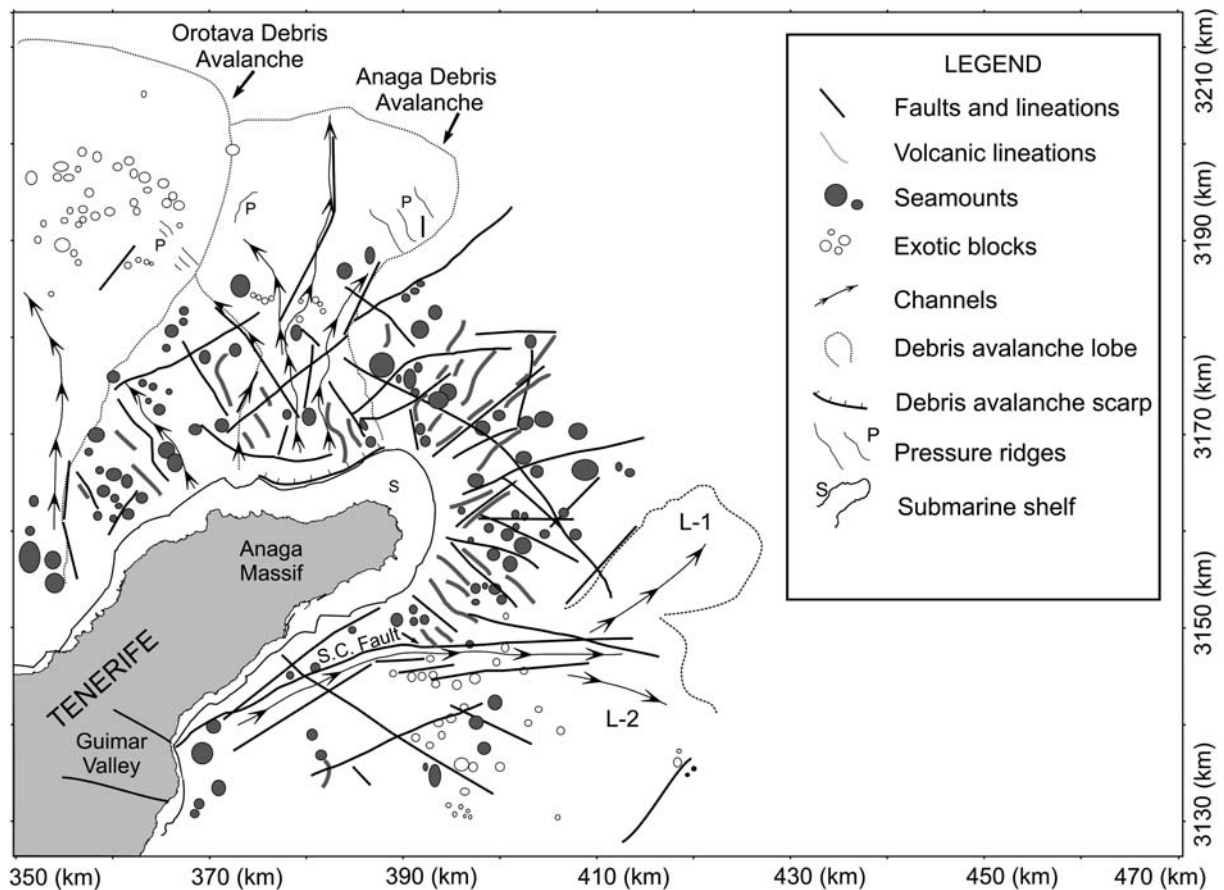 Orotava Debris
Avalanche
Anaga Debris
Avalanche
P
P
P
S
Anaga
Massif
TENERIFE
Guimar
Valley
S.C. Fault
L-1
L-2
LEGEND
Faults and lineations
Volcanic lineations
Seamounts
Exotic blocks
Channels
Debris avalanche lobe
Debris avalanche scarp
P
Pressure ridges
S
Submarine shelf
3210 (km)
3190 (km)
3170 (km)
3150 (km)
3130 (km)
350 (km)
370 (km)
390 (km)
410 (km)
430 (km)
450 (km)
470 (km)